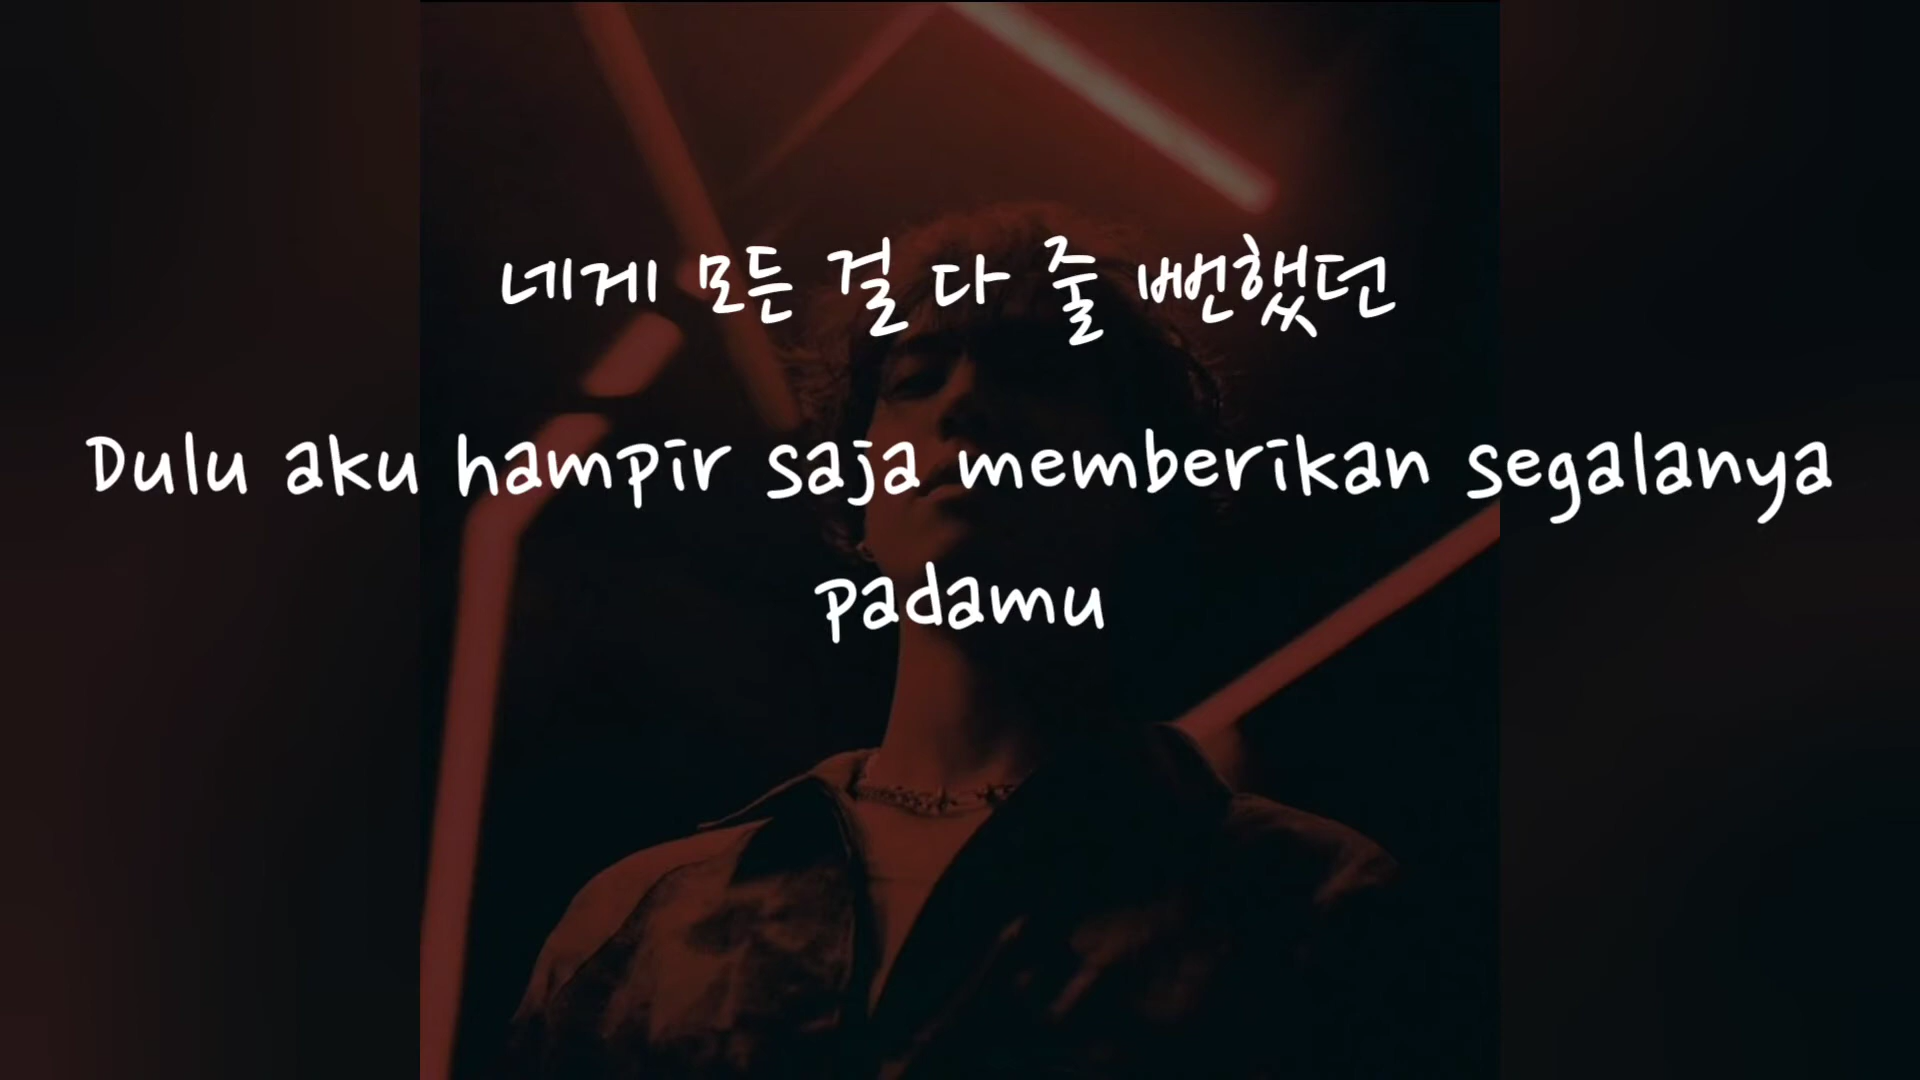 네게 모든 걸 다 줄 뻔했던
Dulu aku hampir saja memberikan segalanya
padamu